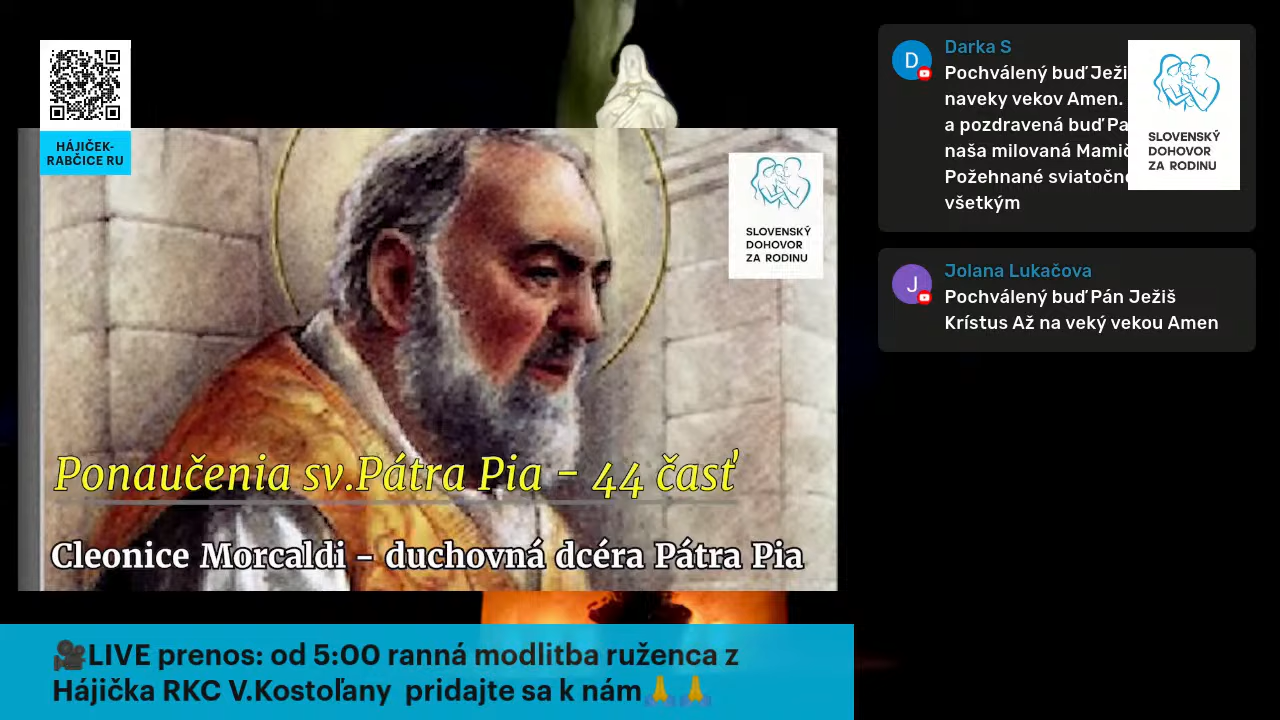 HÁJIČEK-
RABČICE RU
SLOVENSKÝ
DOHOVOR
ZA RODINU
Ponaučenia sv.Pátra Pia - 44 časť
Cleonice Morcaldi - duchovná dcéra Pátra Pia
🎥LIVE prenos: od 5:00 ranná modlitba ruženca z
Hájička RKC V.Kostoľany pridajte sa k nám🙏🙏
D
Darka S
Pochválený buď
naveky vekov Amen.
a pozdravená buď
naša milovaná
Požehnané
všetkým
SLOVENSKÝ
DOHOVOR
ZA RODINU
J
Jolana Lukačova
Pochválený buď Pán Ježiš
Krístus Až na veký vekou Amen